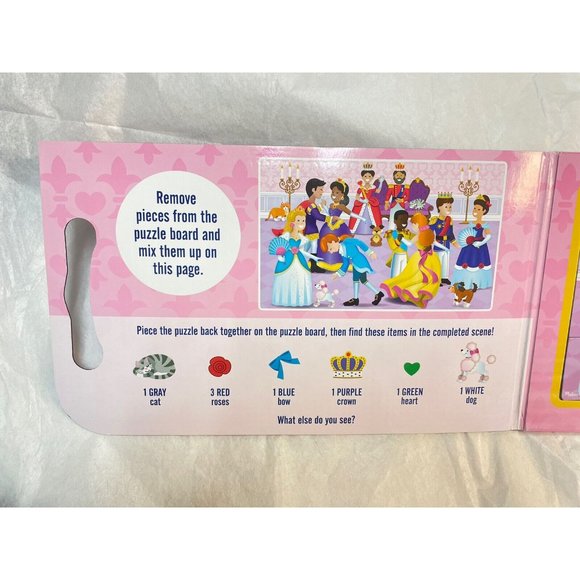 Remove
pieces from the
puzzle board and
mix them up on
this page.
Piece the puzzle back together on the puzzle board, then find these items in the completed scene!
1 GRAY
cat
3 RED
roses
1 BLUE
bow
1 PURPLE
crown
1 GREEN
heart
1 WHITE
dog
What else do you see?